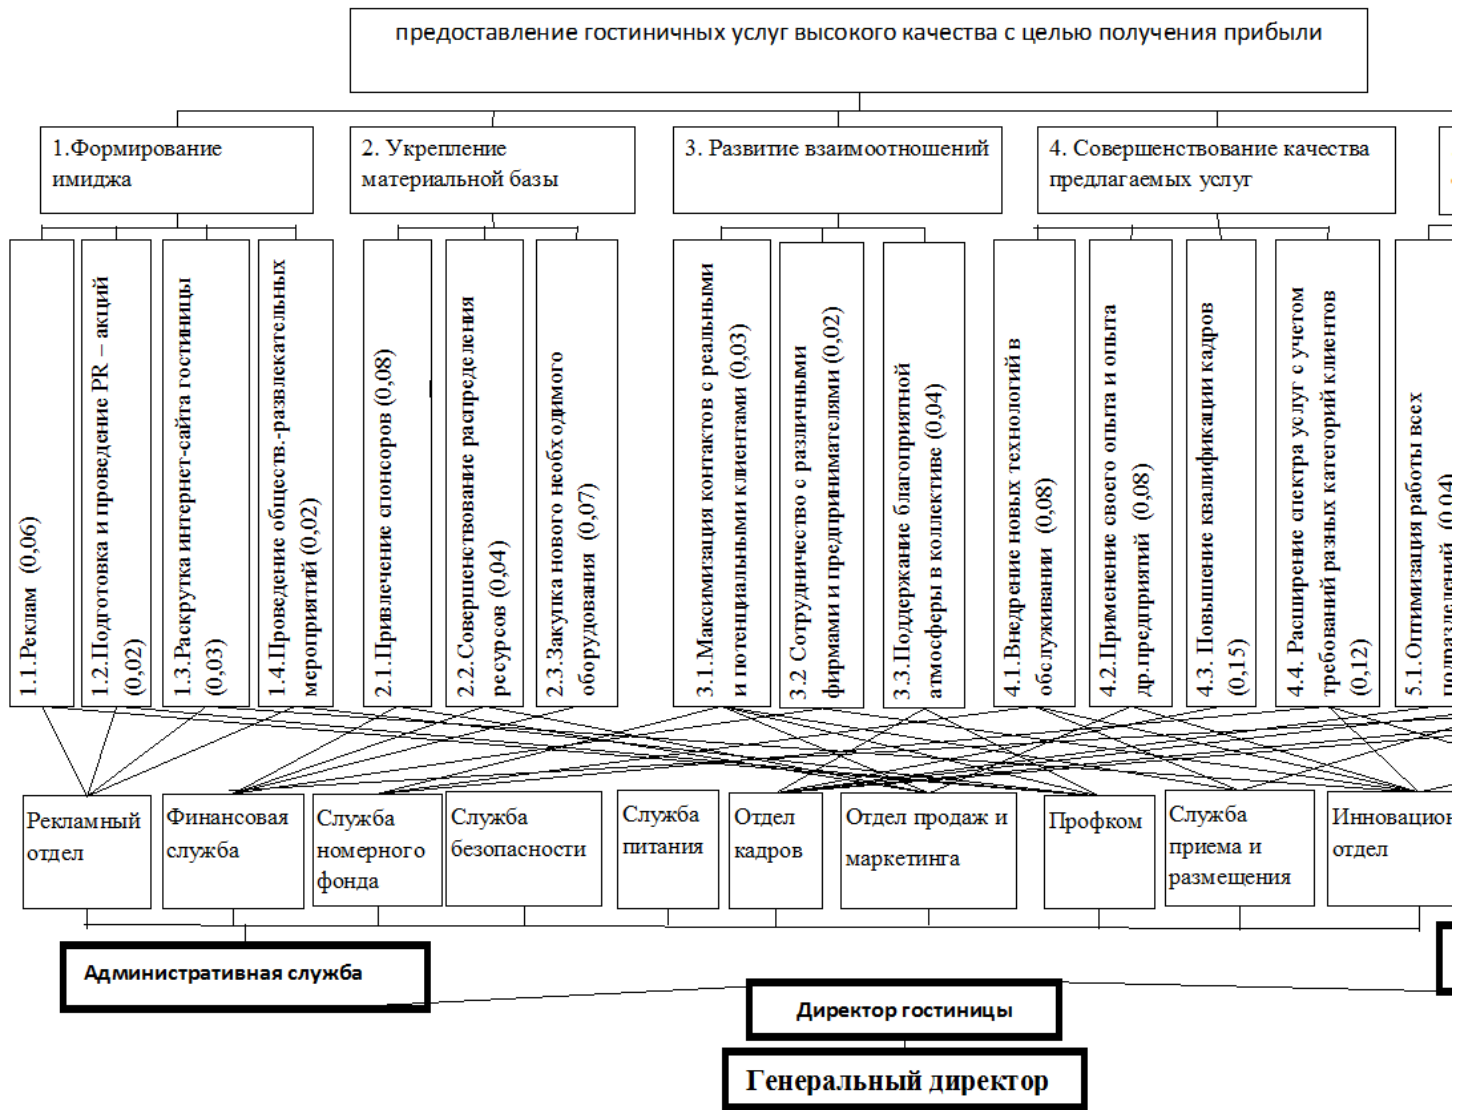 предоставление гостиничных услуг высокого качества с целью получения прибыли
1.Формирование
имиджа
2. Укрепление
материальной базы
3. Развитие взаимоотношений
4. Совершенствование качества
предлагаемых услуг
1.1.Реклам (0,06)
1.2.Подготовка и проведение PR – акций
(0,02)
1.3.Раскрутка интернет-сайта гостиницы
(0,03)
1.4.Проведение обществ.-развлекательных
мероприятий (0,02)
2.1.Привлечение спонсоров (0,08)
2.2.Совершенствование распределения
ресурсов (0,04)
2.3.Закупка нового необходимого
оборудования (0,07)
3.1.Максимизация контактов с реальными
и потенциальными клиентами (0,03)
3.2 Сотрудничество с различными
фирмами и предпринимателями (0,02)
3.3.Поддержание благоприятной
атмосферы в коллективе (0,04)
4.1.Внедрение новых технологий в
обслуживании (0,08)
4.2.Применение своего опыта и опыта
др.предприятий (0,08)
4.3. Повышение квалификации кадров
(0,15)
4.4. Расширение спектра услуг с учетом
требований разных категорий клиентов
(0,12)
5.1.Оптимизация работы всех
подразделений (0,04)
Рекламный
отдел
Финансовая
служба
Служба
номерного
фонда
Служба
безопасности
Служба
питания
Отдел
кадров
Отдел продаж и
маркетинга
Профком
Служба
приема и
размещения
Инновацион
отдел
Административная служба
Директор гостиницы
Генеральный директор